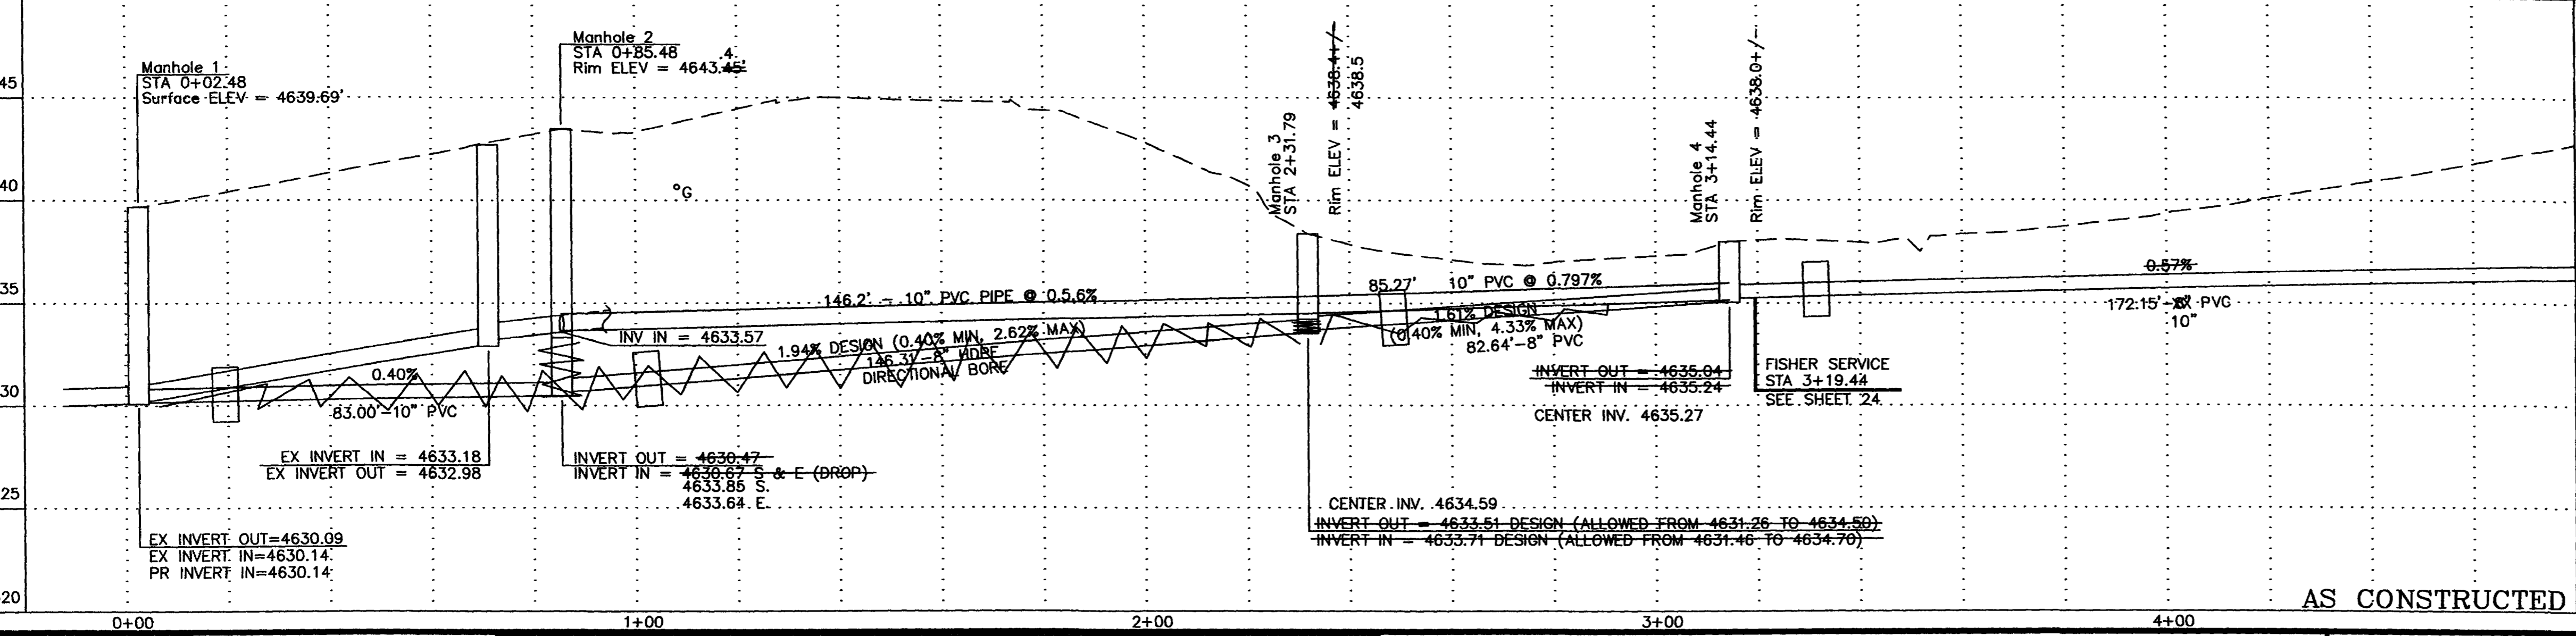 Manhole 1
STA 0+02.48
Surface ELEV = 4639.69'
Manhole 2
STA 0+85.48
4
Rim ELEV = 4643.45'
Manhole 3
STA 2+31.79
Rim ELEV = 4638.4+/-
4638.5
Manhole 4
STA 3+14.44
Rim ELEV = 4638.0+/-
45
40
35
30
25
20
°G
146.2' - 10" PVC PIPE @ 0.5.6%
85.27'
10" PVC @ 0.797%
0.57%
172.15'-8" PVC
10"
INV IN = 4633.57
1.94% DESIGN (0.40% MIN, 2.62% MAX)
146.31'-8" HDPE
DIRECTIONAL BORE
1.61% DESIGN
(0.40% MIN, 4.33% MAX)
82.64'-8" PVC
0.40%
83.00'-10" PVC
INVERT OUT = 4635.04
INVERT IN = 4635.24
CENTER INV. 4635.27
FISHER SERVICE
STA 3+19.44
SEE SHEET 24
EX INVERT IN = 4633.18
EX INVERT OUT = 4632.98
INVERT OUT = 4630.47
INVERT IN = 4630.67 S & E (DROP)
4633.85 S.
4633.64 E.
CENTER INV. 4634.59
INVERT OUT = 4633.51 DESIGN (ALLOWED FROM 4631.26 TO 4634.50)
INVERT IN = 4633.71 DESIGN (ALLOWED FROM 4631.46 TO 4634.70)
EX INVERT OUT=4630.09
EX INVERT IN=4630.14
PR INVERT IN=4630.14
AS CONSTRUCTED
0+00
1+00
2+00
3+00
4+00